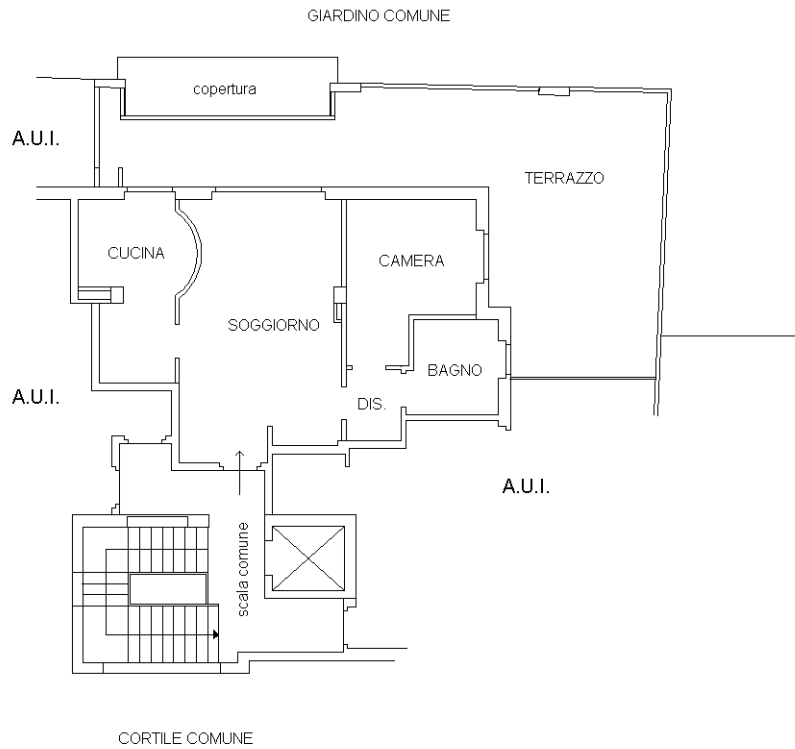 GIARDINO COMUNE
copertura
A.U.I.
TERRAZZO
CUCINA
CAMERA
SOGGIORNO
BAGNO
A.U.I.
DIS.
A.U.I.
scala comune
CORTILE COMUNE